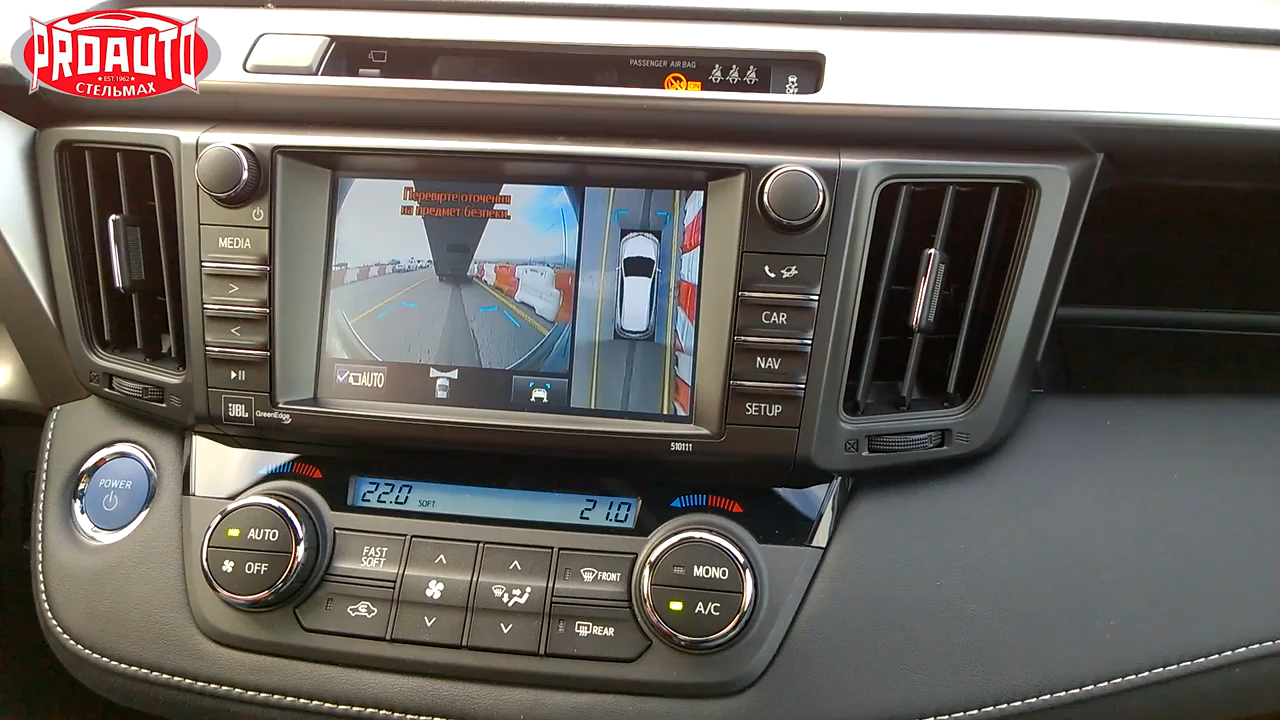 PROAUTO
EST.1962
СТЕЛЬМАХ
PASSENGER AIR BAG
ON
OFF
Перевірте оточення
на предмет безпеки.
MEDIA
>
<
AUTO
JBL GreenEdge
CAR
NAV
SETUP
510111
POWER
22.0 SOFT 21.0
AUTO
OFF
FAST
SOFT
FRONT
REAR
MONO
A/C